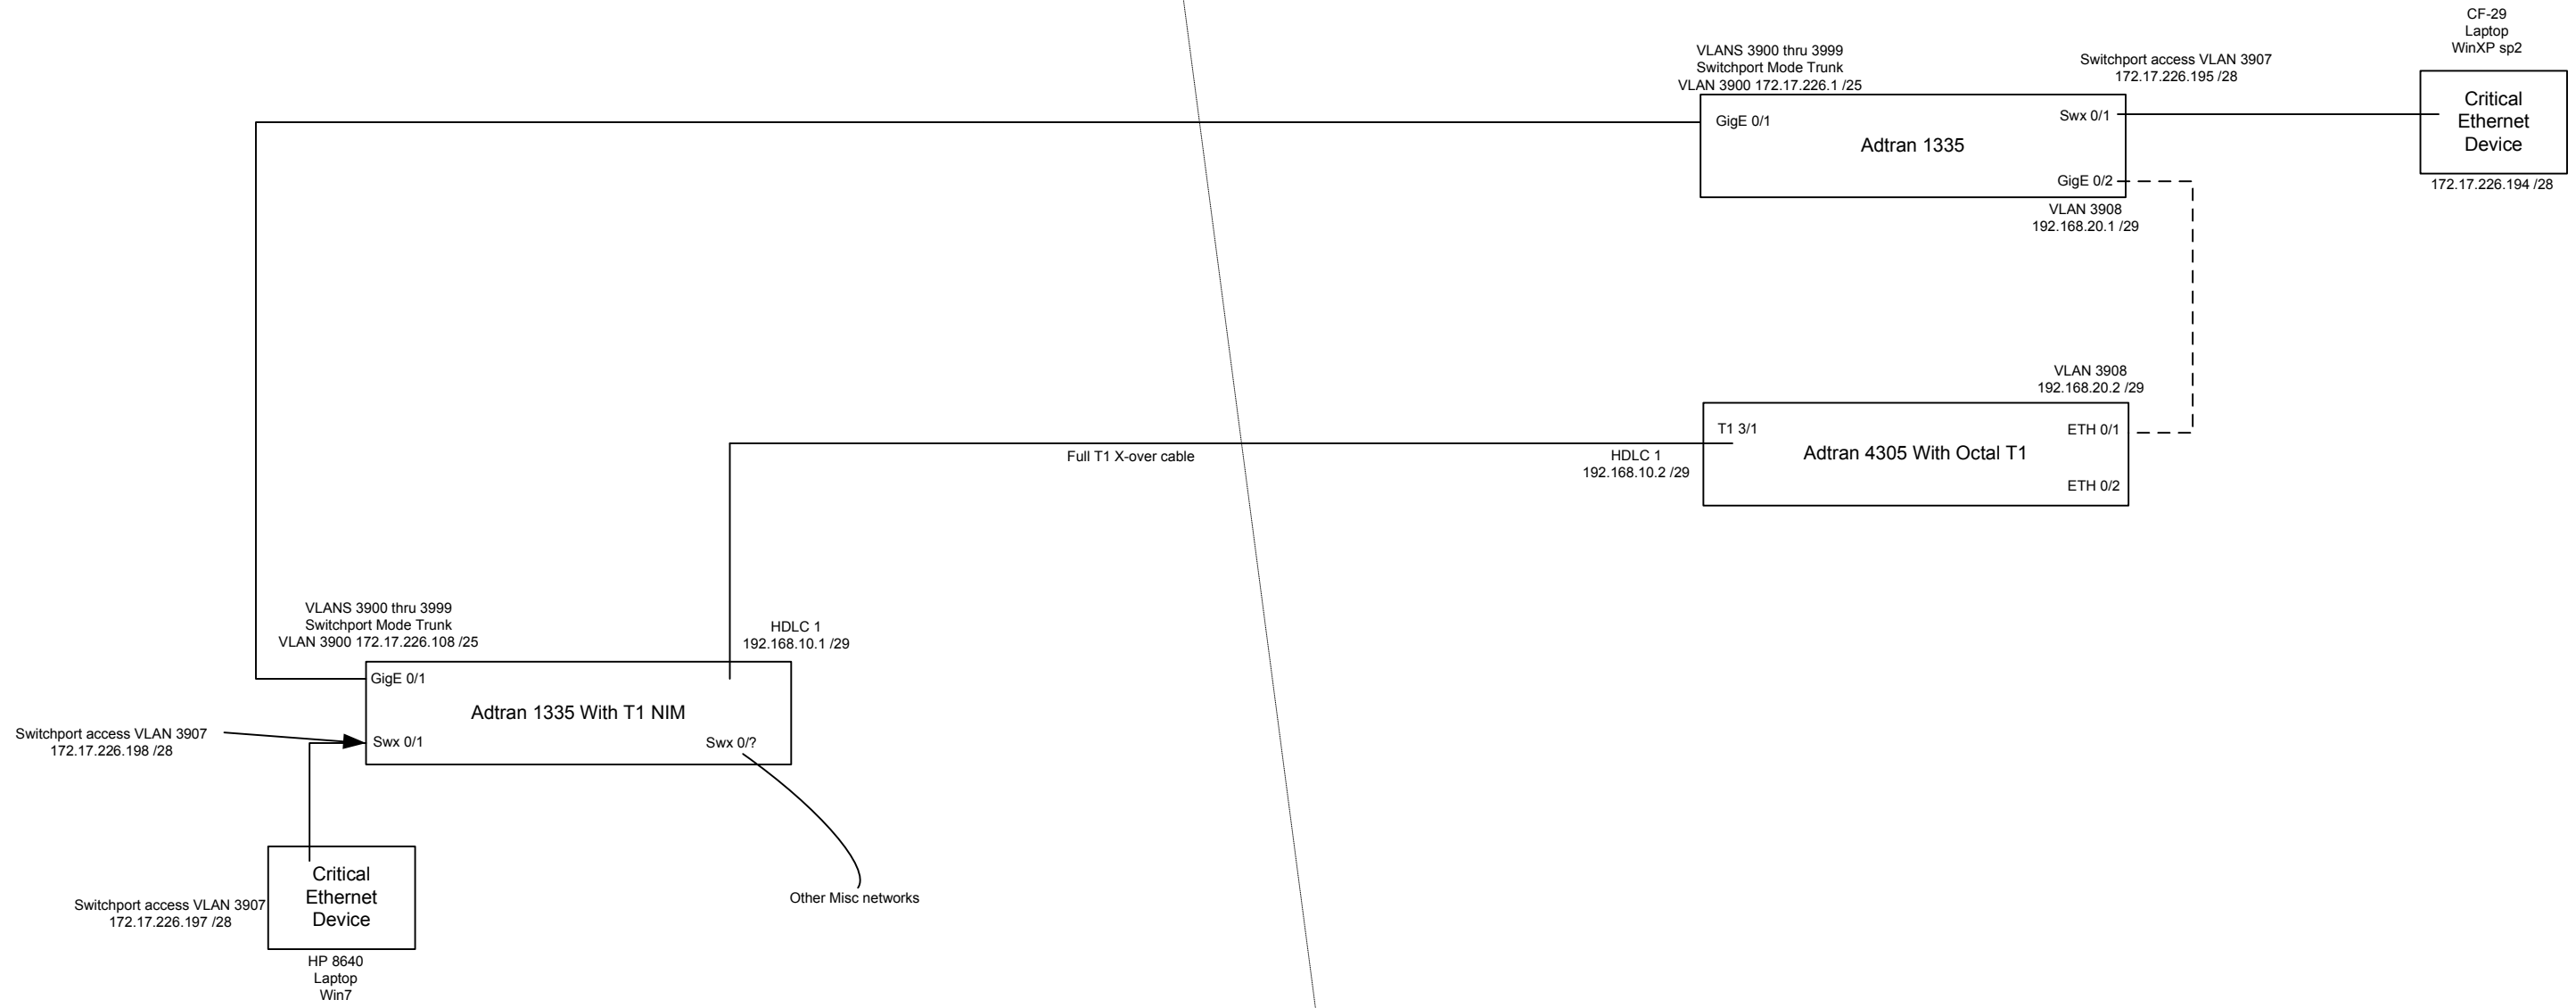 CF-29
Laptop
WinXP sp2
VLANS 3900 thru 3999
Switchport Mode Trunk
VLAN 3900 172.17.226.1 /25
Switchport access VLAN 3907
172.17.226.195 /28
Critical
Ethernet
Device
172.17.226.194 /28
GigE 0/1
Swx 0/1
Adtran 1335
GigE 0/2
VLAN 3908
192.168.20.1 /29
VLAN 3908
192.168.20.2 /29
T1 3/1
ETH 0/1
Adtran 4305 With Octal T1
ETH 0/2
Full T1 X-over cable
HDLC 1
192.168.10.2 /29
VLANS 3900 thru 3999
Switchport Mode Trunk
VLAN 3900 172.17.226.108 /25
HDLC 1
192.168.10.1 /29
GigE 0/1
Adtran 1335 With T1 NIM
Swx 0/1
Swx 0/?
Switchport access VLAN 3907
172.17.226.198 /28
Other Misc networks
Critical
Ethernet
Device
Switchport access VLAN 3907
172.17.226.197 /28
HP 8640
Laptop
Win7